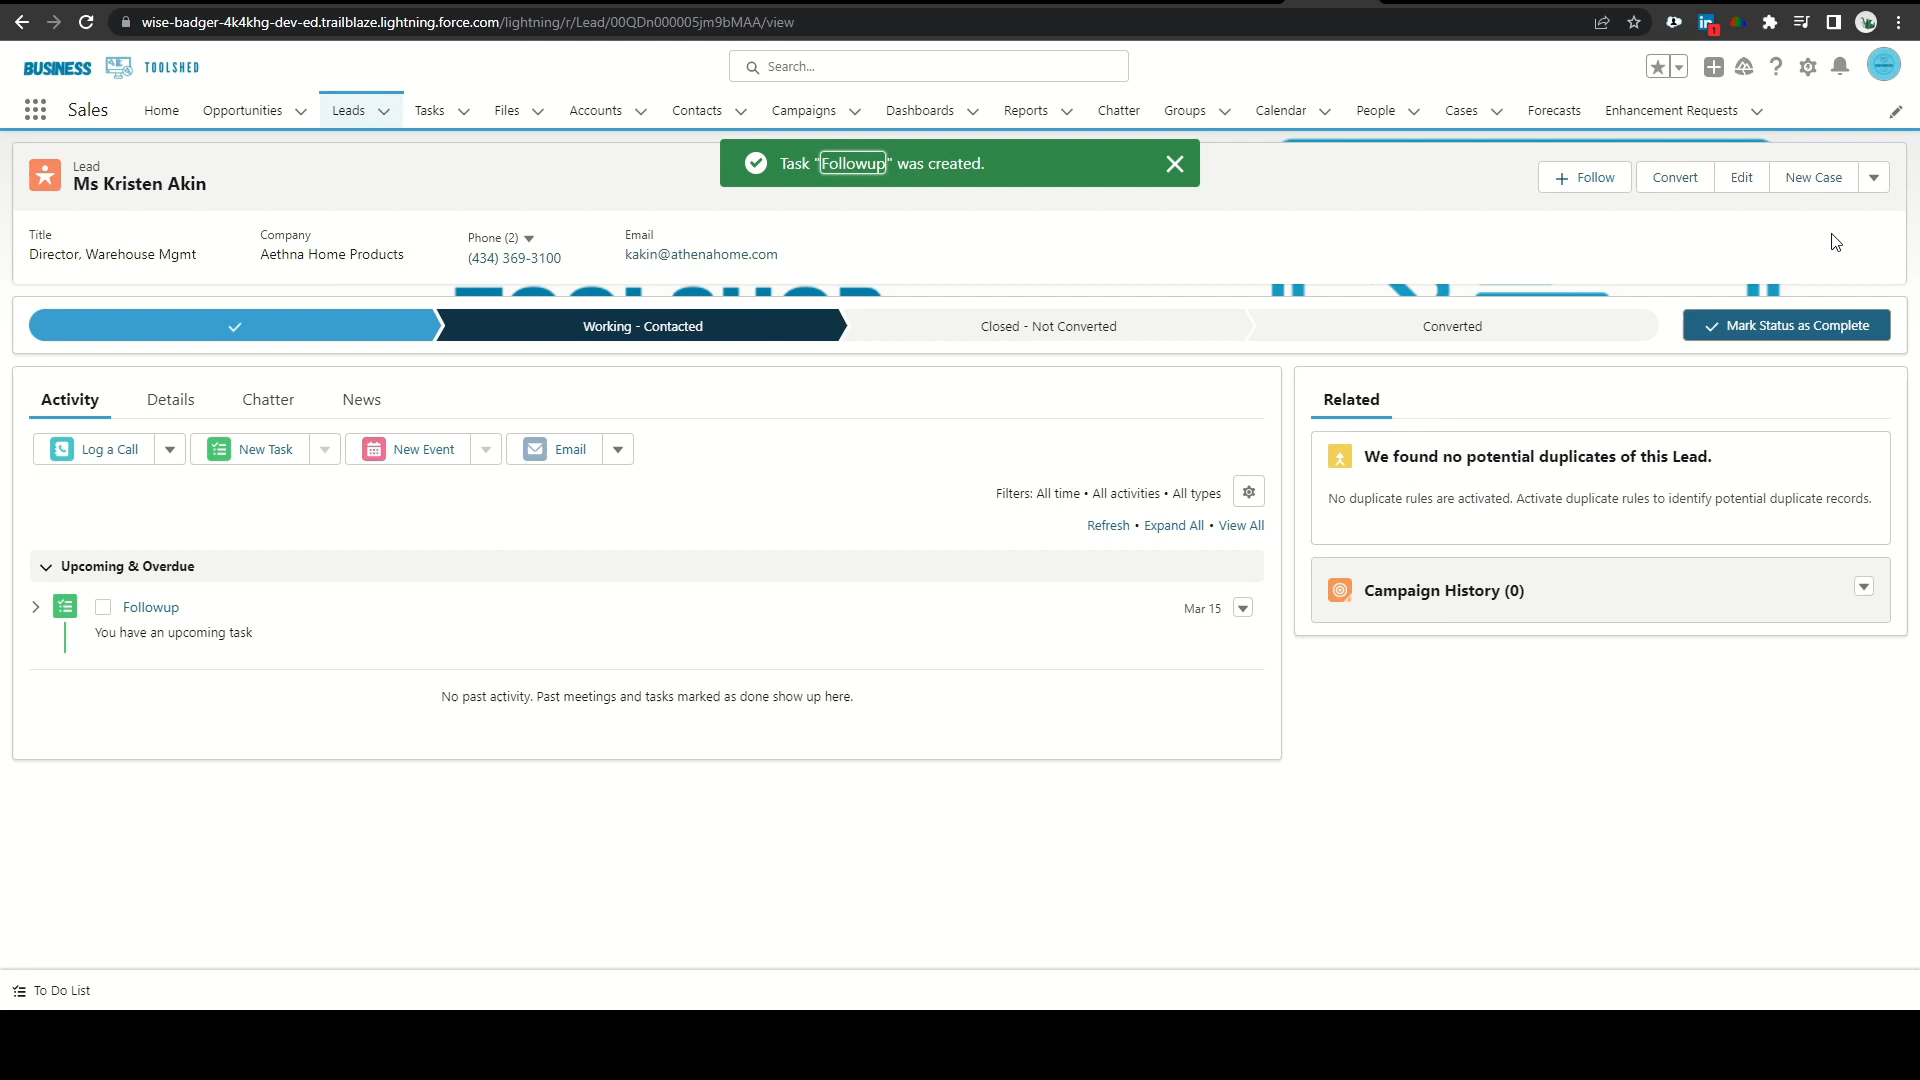 wise-badger-4k4khg-dev-ed.trailblaze.lightning.force.com/lightning/r/Lead/00QDn000005jm9bMAA/view
1
BUSINESS TOOLSHED
Search...
Sales Home Opportunities Leads Tasks Files Accounts Contacts Campaigns Dashboards Reports Chatter Groups Calendar People Cases Forecasts Enhancement Requests
Task "Followup" was created.
Lead
Ms Kristen Akin
Follow Convert Edit New Case
Title Company Phone (2) Email
Director, Warehouse Mgmt Aethna Home Products (434) 369-3100 kakin@athenahome.com
Working - Contacted Closed - Not Converted Converted Mark Status as Complete
Activity Details Chatter News
Log a Call New Task New Event Email
Filters: All time • All activities • All types
Refresh • Expand All • View All
Upcoming & Overdue
Followup Mar 15
You have an upcoming task
No past activity. Past meetings and tasks marked as done show up here.
Related
We found no potential duplicates of this Lead.
No duplicate rules are activated. Activate duplicate rules to identify potential duplicate records.
Campaign History (0)
To Do List